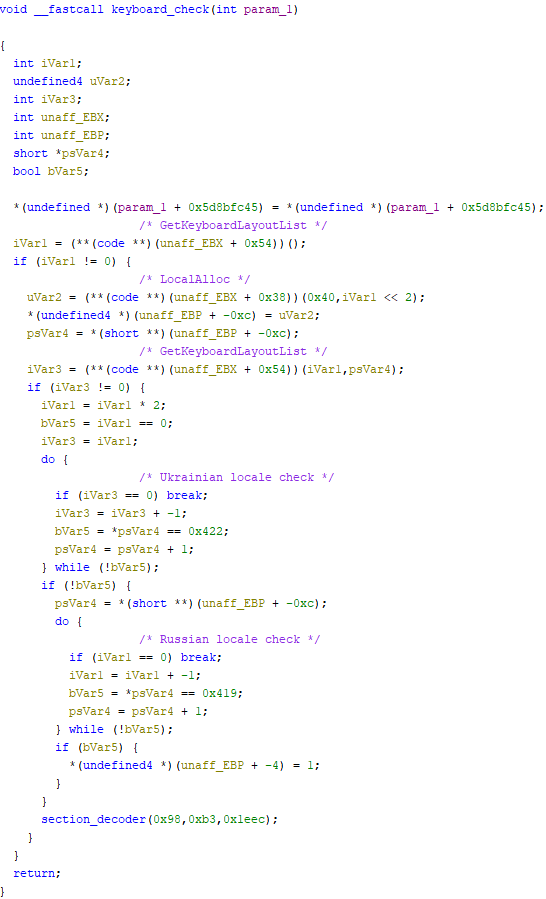 void __fastcall keyboard_check(int param_1)
{
int iVar1;
undefined4 uVar2;
int iVar3;
int unaff_EBX;
int unaff_EBP;
short *psVar4;
bool bVar5;
*(undefined *)(param_1 + 0x5d8bfc45) = *(undefined *)(param_1 + 0x5d8bfc45);
/* GetKeyboardLayoutList */
iVar1 = (**(code **)(unaff_EBX + 0x54))();
if (iVar1 != 0) {
/* LocalAlloc */
uVar2 = (**(code **)(unaff_EBX + 0x38))(0x40,iVar1 << 2);
*(undefined4 *)(unaff_EBP + -0xc) = uVar2;
psVar4 = *(short **)(unaff_EBP + -0xc);
/* GetKeyboardLayoutList */
iVar3 = (**(code **)(unaff_EBX + 0x54))(iVar1,psVar4);
if (iVar3 != 0) {
iVar1 = iVar1 * 2;
bVar5 = iVar1 == 0;
iVar3 = iVar1;
do {
/* Ukrainian locale check */
if (iVar3 == 0) break;
iVar3 = iVar3 + -1;
bVar5 = *psVar4 == 0x422;
psVar4 = psVar4 + 1;
} while (!bVar5);
if (!bVar5) {
psVar4 = *(short **)(unaff_EBP + -0xc);
do {
/* Russian locale check */
if (iVar1 == 0) break;
iVar1 = iVar1 + -1;
bVar5 = *psVar4 == 0x419;
psVar4 = psVar4 + 1;
} while (!bVar5);
if (bVar5) {
*(undefined4 *)(unaff_EBP + -4) = 1;
}
}
section_decoder(0x98,0xb3,0x1eec);
}
}
return;
}